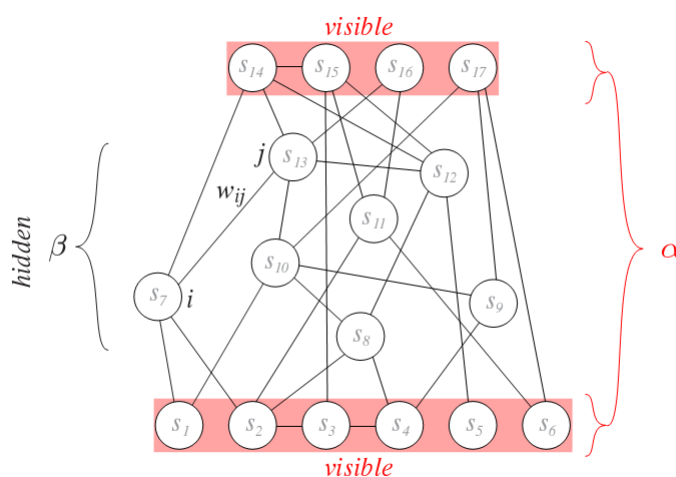 visible
s14 s15 s16 s17
j s13
s12
wij
s11
hidden β
s10
s7 i
s9
s8
α
s1 s2 s3 s4 s5 s6
visible